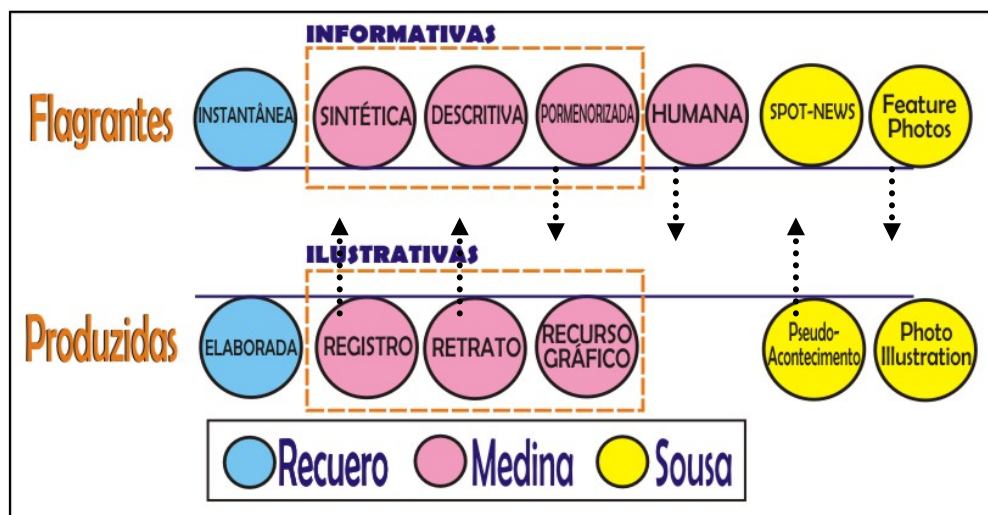 INFORMATIVAS
Flagrantes
INSTANTÂNEA
SINTÉTICA
DESCRITIVA
PORMENORIZADA
HUMANA
SPOT-NEWS
Feature
Photos
ILUSTRATIVAS
Produzidas
ELABORADA
REGISTRO
RETRATO
RECURSO
GRÁFICO
Pseudo-
Acontecimento
Photo
Illustration
Recuero
Medina
Sousa